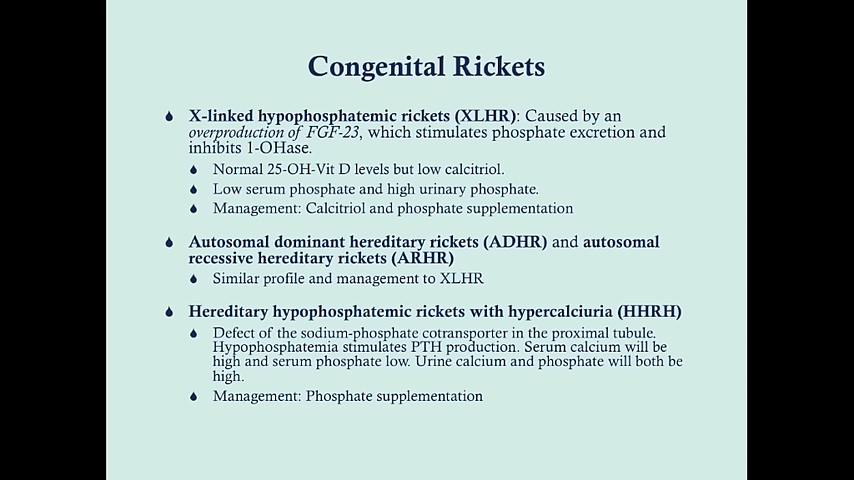 Congenital Rickets
X-linked hypophosphatemic rickets (XLHR): Caused by an
overproduction of FGF-23, which stimulates phosphate excretion and
inhibits 1-OHase.
Normal 25-OH-Vit D levels but low calcitriol.
Low serum phosphate and high urinary phosphate.
Management: Calcitriol and phosphate supplementation
Autosomal dominant hereditary rickets (ADHR) and autosomal
recessive hereditary rickets (ARHR)
Similar profile and management to XLHR
Hereditary hypophosphatemic rickets with hypercalciuria (HHRH)
Defect of the sodium-phosphate cotransporter in the proximal tubule.
Hypophosphatemia stimulates PTH production. Serum calcium will be
high and serum phosphate low. Urine calcium and phosphate will both be
high.
Management: Phosphate supplementation